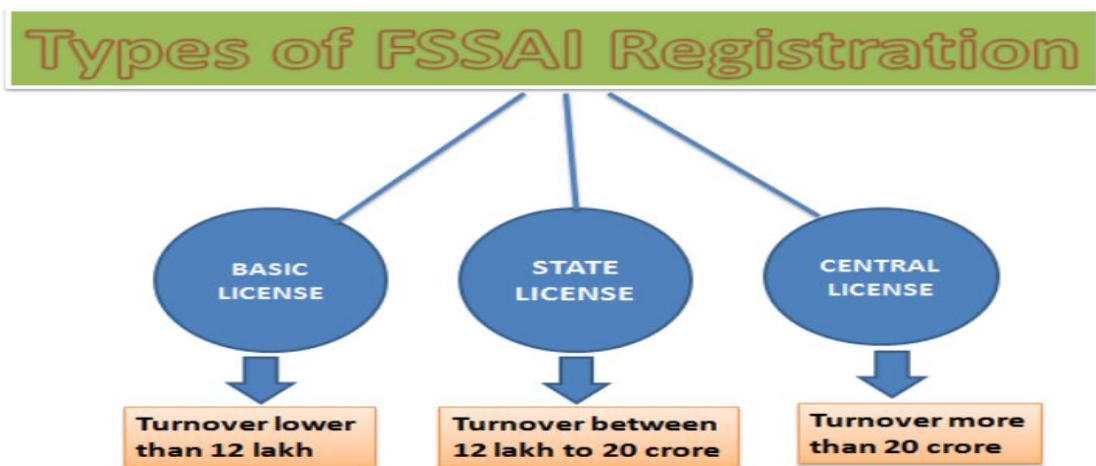 Types of FSSAI Registration
BASIC
LICENSE
STATE
LICENSE
CENTRAL
LICENSE
Turnover lower
than 12 lakh
Turnover between
12 lakh to 20 crore
Turnover more
than 20 crore